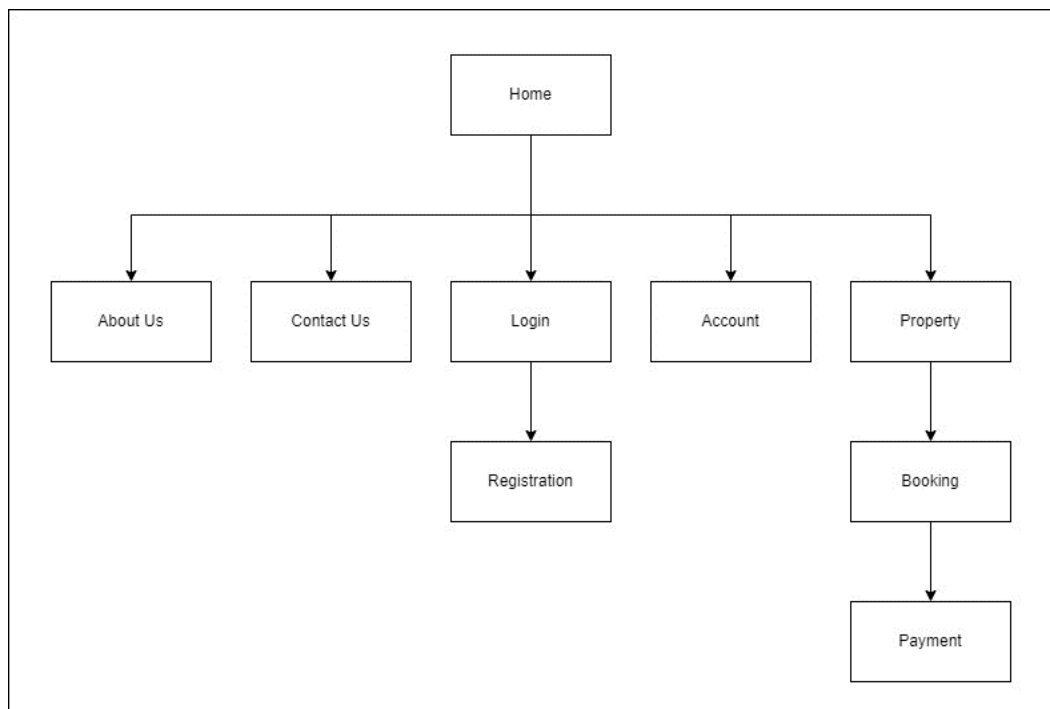 Home
About Us
Contact Us
Login
Account
Property
Registration
Booking
Payment